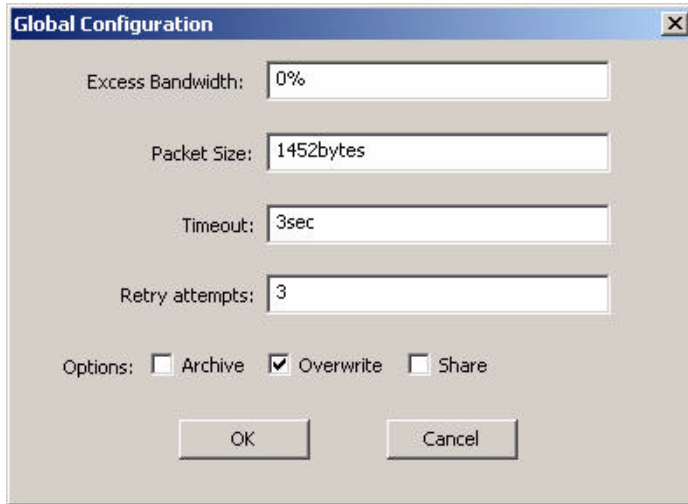 Global Configuration
Excess Bandwidth: 0%
Packet Size: 1452bytes
Timeout: 3sec
Retry attempts: 3
Options: Archive Overwrite Share
OK Cancel